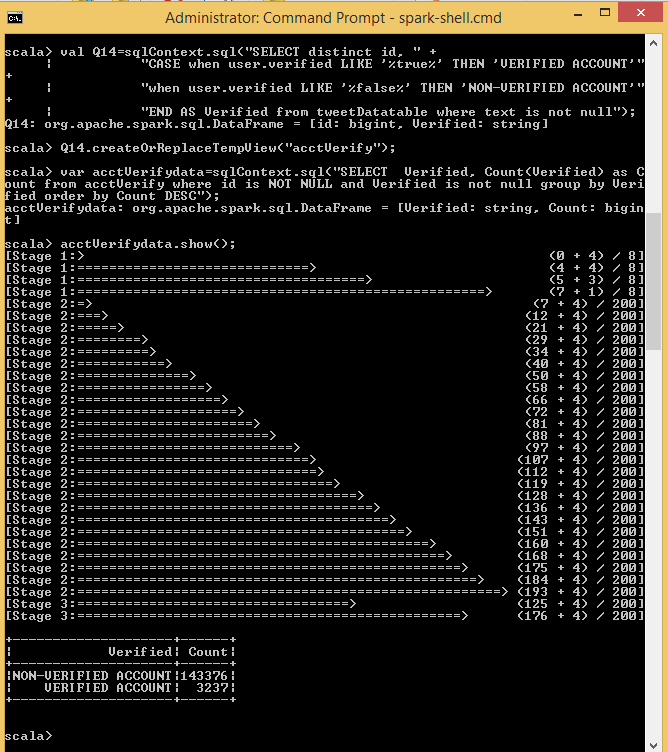 Administrator: Command Prompt - spark-shell.cmd
scala> val Q14=sqlContext.sql("SELECT distinct id, " +
     |           "CASE when user.verified LIKE '%true%' THEN 'VERIFIED ACCOUNT'"
+
     |           "when user.verified LIKE '%false%' THEN 'NON-VERIFIED ACCOUNT'"
+
     |           "END AS Verified from tweetDatatable where text is not null");
Q14: org.apache.spark.sql.DataFrame = [id: bigint, Verified: string]
scala> Q14.createOrReplaceTempView("acctVerify");
scala> var acctVerifydata=sqlContext.sql("SELECT  Verified, Count(Verified) as C
ount from acctVerify where id is NOT NULL and Verified is not null group by Veri
fied order by Count DESC");
acctVerifydata: org.apache.spark.sql.DataFrame = [Verified: string, Count: bigin
t]
scala> acctVerifydata.show();
[Stage 1:> (0 + 4) / 8]
[Stage 1:=============================> (4 + 4) / 8]
[Stage 1:====================================> (5 + 3) / 8]
[Stage 1:===================================================> (7 + 1) / 8]
[Stage 2:=> (7 + 4) / 200]
[Stage 2:===> (12 + 4) / 200]
[Stage 2:=====> (21 + 4) / 200]
[Stage 2:========> (29 + 4) / 200]
[Stage 2:=========> (34 + 4) / 200]
[Stage 2:===========> (40 + 4) / 200]
[Stage 2:==============> (50 + 4) / 200]
[Stage 2:================> (58 + 4) / 200]
[Stage 2:==================> (66 + 4) / 200]
[Stage 2:====================> (72 + 4) / 200]
[Stage 2:======================> (81 + 4) / 200]
[Stage 2:========================> (88 + 4) / 200]
[Stage 2:===========================> (97 + 4) / 200]
[Stage 2:=============================> (107 + 4) / 200]
[Stage 2:==============================> (112 + 4) / 200]
[Stage 2:================================> (119 + 4) / 200]
[Stage 2:===================================> (128 + 4) / 200]
[Stage 2:=====================================> (136 + 4) / 200]
[Stage 2:=======================================> (143 + 4) / 200]
[Stage 2:=========================================> (151 + 4) / 200]
[Stage 2:============================================> (160 + 4) / 200]
[Stage 2:==============================================> (168 + 4) / 200]
[Stage 2:================================================> (175 + 4) / 200]
[Stage 2:==================================================> (184 + 4) / 200]
[Stage 2:=====================================================> (193 + 4) / 200]
[Stage 3:==================================> (125 + 4) / 200]
[Stage 3:================================================> (176 + 4) / 200]
+--------------------+------+
|            Verified| Count|
+--------------------+------+
|NON-VERIFIED ACCOUNT|143376|
|    VERIFIED ACCOUNT|  3237|
+--------------------+------+
scala>